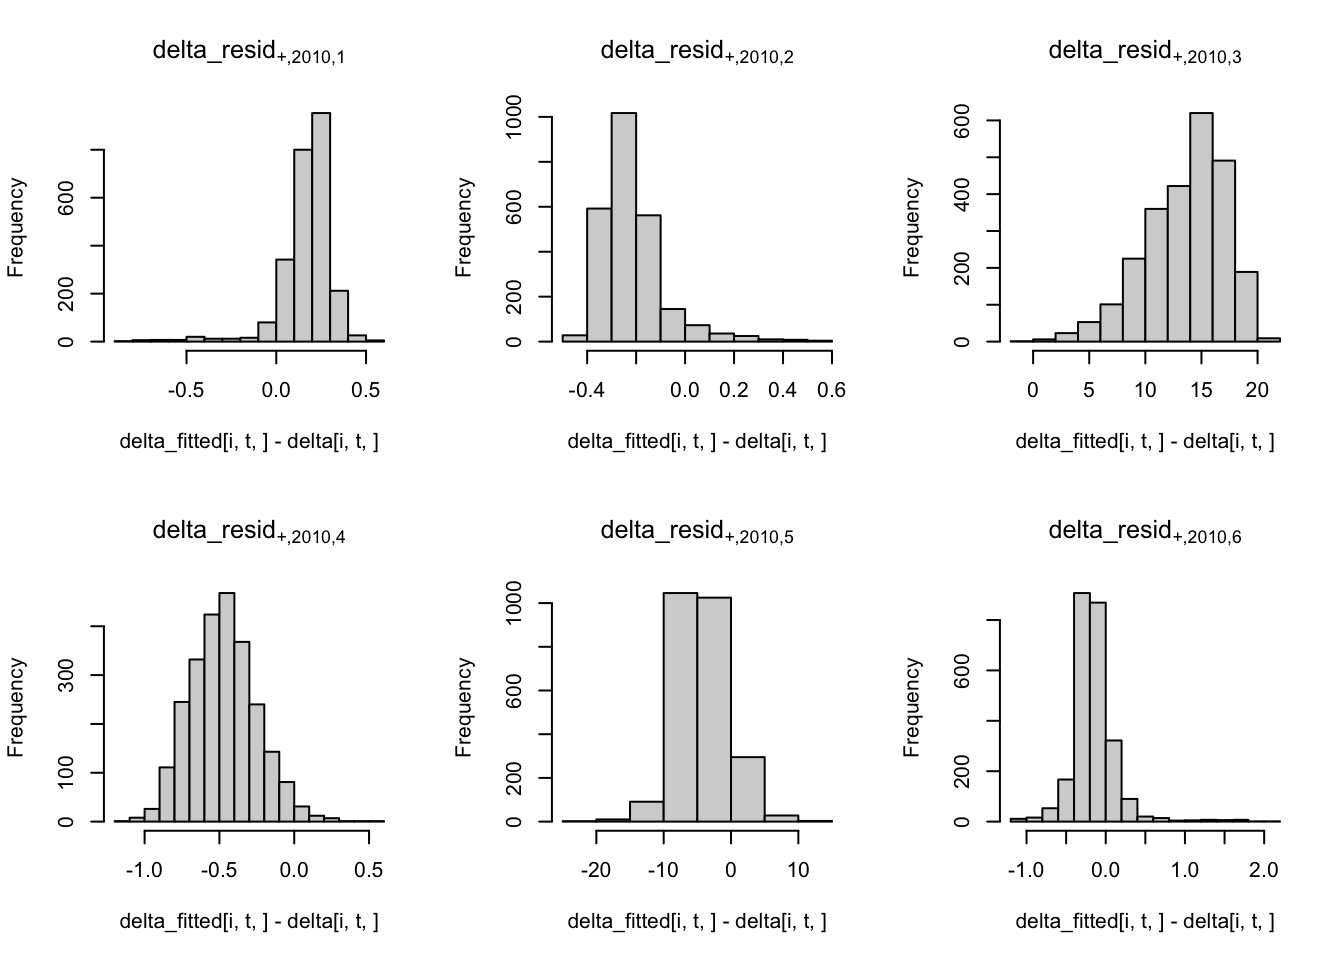 delta_resid+,2010,1
Frequency
0
200
600
-0.5 0.0 0.5
delta_fitted[i, t, ] - delta[i, t, ]
delta_resid+,2010,2
Frequency
0
200
600
1000
-0.4 0.0 0.2 0.4 0.6
delta_fitted[i, t, ] - delta[i, t, ]
delta_resid+,2010,3
Frequency
0
200
400
600
0 5 10 15 20
delta_fitted[i, t, ] - delta[i, t, ]
delta_resid+,2010,4
Frequency
0
100
300
-1.0 -0.5 0.0 0.5
delta_fitted[i, t, ] - delta[i, t, ]
delta_resid+,2010,5
Frequency
0
200
600
1000
-20 -10 0 10
delta_fitted[i, t, ] - delta[i, t, ]
delta_resid+,2010,6
Frequency
0
200
600
-1.0 0.0 1.0 2.0
delta_fitted[i, t, ] - delta[i, t, ]